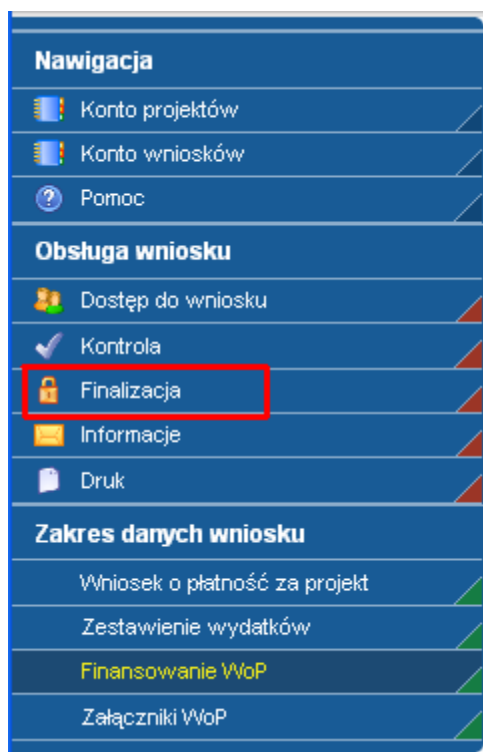 Nawigacja
Konto projektów
Konto wniosków
Pomoc
Obsługa wniosku
Dostęp do wniosku
Kontrola
Finalizacja
Informacje
Druk
Zakres danych wniosku
Wniosek o płatność za projekt
Zestawienie wydatków
Finansowanie WoP
Załączniki WoP